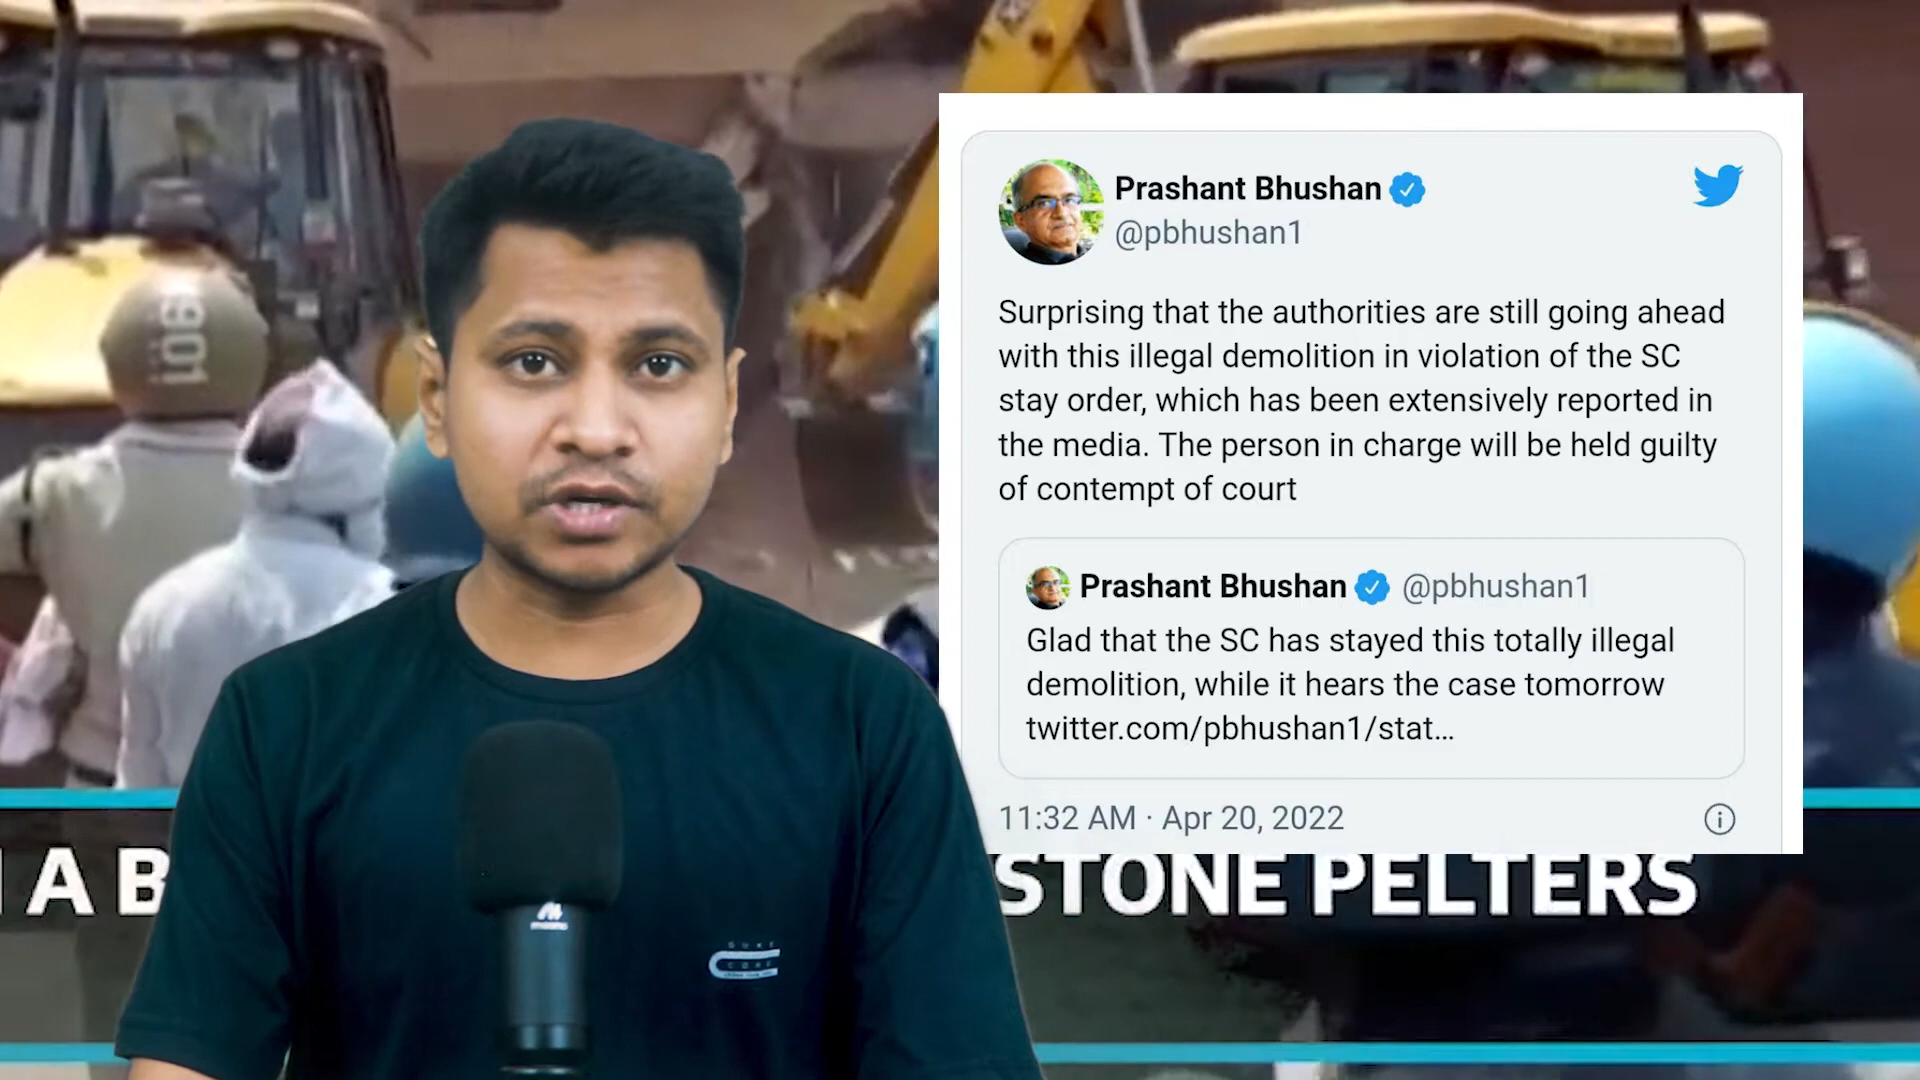 Prashant Bhushan
@pbhushan1
Surprising that the authorities are still going ahead
with this illegal demolition in violation of the SC
stay order, which has been extensively reported in
the media. The person in charge will be held guilty
of contempt of court
Prashant Bhushan @pbhushan1
Glad that the SC has stayed this totally illegal
demolition, while it hears the case tomorrow
twitter.com/pbhushan1/stat…
11:32 AM · Apr 20, 2022
STONE PELTERS